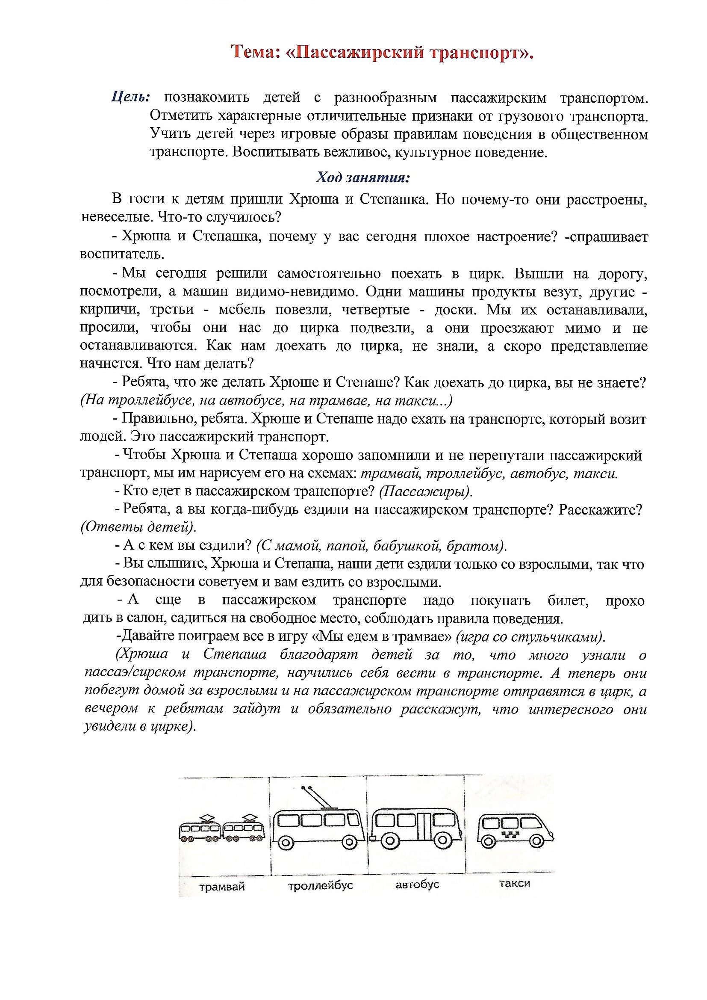 Тема: «Пассажирский транспорт».
Цель: познакомить детей с разнообразным пассажирским транспортом.
Отметить характерные отличительные признаки от грузового транспорта.
Учить детей через игровые образы правилам поведения в общественном
транспорте. Воспитывать вежливое, культурное поведение.
Ход занятия:
В гости к детям пришли Хрюша и Степашка. Но почему-то они расстроены,
невеселые. Что-то случилось?
- Хрюша и Степашка, почему у вас сегодня плохое настроение? -спрашивает
воспитатель.
- Мы сегодня решили самостоятельно поехать в цирк. Вышли на дорогу,
посмотрели, а машин видимо-невидимо. Одни машины продукты везут, другие -
кирпичи, третьи - мебель повезли, четвертые - доски. Мы их останавливали,
просили, чтобы они нас до цирка подвезли, а они проезжают мимо и не
останавливаются. Как нам доехать до цирка, не знали, а скоро представление
начнется. Что нам делать?
- Ребята, что же делать Хрюше и Степаше? Как доехать до цирка, вы не знаете?
(На троллейбусе, на автобусе, на трамвае, на такси...)
- Правильно, ребята. Хрюше и Степаше надо ехать на транспорте, который возит
людей. Это пассажирский транспорт.
- Чтобы Хрюша и Степаша хорошо запомнили и не перепутали пассажирский
транспорт, мы им нарисуем его на схемах: трамвай, троллейбус, автобус, такси.
- Кто едет в пассажирском транспорте? (Пассажиры).
- Ребята, а вы когда-нибудь ездили на пассажирском транспорте? Расскажите?
(Ответы детей).
- А с кем вы ездили? (С мамой, папой, бабушкой, братом).
- Вы слышите, Хрюша и Степаша, наши дети ездили только со взрослыми, так что
для безопасности советуем и вам ездить со взрослыми.
- А еще в пассажирском транспорте надо покупать билет, прохо
дить в салон, садиться на свободное место, соблюдать правила поведения.
-Давайте поиграем все в игру «Мы едем в трамвае» (игра со стульчиками).
(Хрюша и Степаша благодарят детей за то, что много узнали о
пассаэ/сирском транспорте, научились себя вести в транспорте. А теперь они
побегут домой за взрослыми и на пассажирском транспорте отправятся в цирк, а
вечером к ребятам зайдут и обязательно расскажут, что интересного они
увидели в цирке).
трамвай троллейбус автобус такси